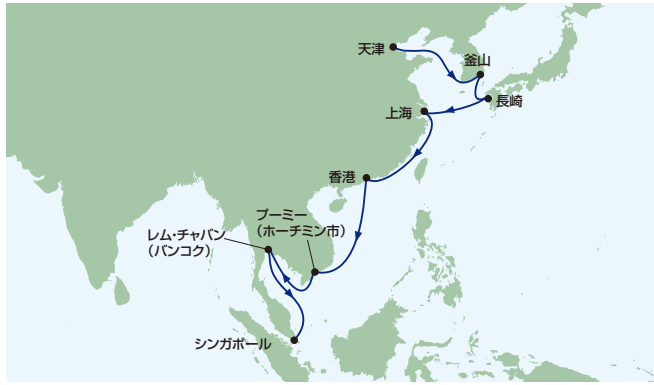 天津
釜山
長崎
上海
香港
プーミー
（ホーチミン市）
レム・チャバン
（バンコク）
シンガポール